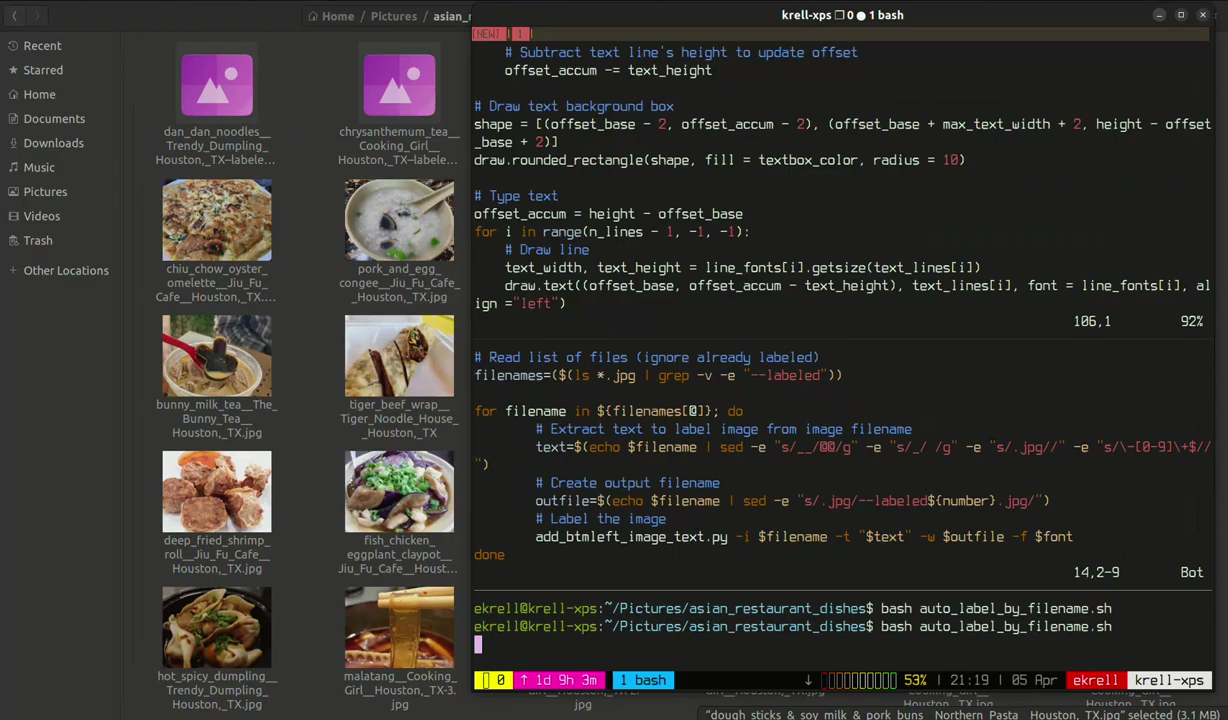 Home / Pictures / asian_
Recent
Starred
Home
Documents
Downloads
Music
Pictures
Videos
Trash
+ Other Locations
dan_dan_noodles__
Trendy_Dumpling_
Houston,_TX--labele…
chrysanthemum_tea__
Cooking_Girl__
Houston,_TX--labele…
chiu_chow_oyster_
omelette__Jiu_Fu_
Cafe__Houston,_TX.…
pork_and_egg_
congee__Jiu_Fu_Cafe_
_Houston,_TX.jpg
bunny_milk_tea__The_
Bunny_Tea__
Houston,_TX.jpg
tiger_beef_wrap__
Tiger_Noodle_House_
_Houston,_TX
deep_fried_shrimp_
roll__Jiu_Fu_Cafe__
Houston,_TX.jpg
fish_chicken_
eggplant_claypot__
Jiu_Fu_Cafe__Houst…
hot_spicy_dumpling__
Trendy_Dumpling_
Houston,_TX.jpg
malatang__Cooking_
Girl__Houston,_TX-3.
jpg
krell-xps 0 1 bash
[NEW] 1
# Subtract text line's height to update offset
offset_accum -= text_height
# Draw text background box
shape = [(offset_base - 2, offset_accum - 2), (offset_base + max_text_width + 2, height - offset
_base + 2)]
draw.rounded_rectangle(shape, fill = textbox_color, radius = 10)
# Type text
offset_accum = height - offset_base
for i in range(n_lines - 1, -1, -1):
# Draw line
text_width, text_height = line_fonts[i].getsize(text_lines[i])
draw.text((offset_base, offset_accum - text_height), text_lines[i], font = line_fonts[i], al
ign ="left")
106,1 92%
# Read list of files (ignore already labeled)
filenames=($(ls *.jpg | grep -v -e "--labeled"))
for filename in ${filenames[@]}; do
# Extract text to label image from image filename
text=$(echo $filename | sed -e "s/__/@@/g" -e "s/_/ /g" -e "s/.jpg//" -e "s/\-[0-9]\+$//
")
# Create output filename
outfile=$(echo $filename | sed -e "s/.jpg/--labeled${number}.jpg/")
# Label the image
add_btmleft_image_text.py -i $filename -t "$text" -w $outfile -f $font
done
14,2-9 Bot
ekrell@krell-xps:~/Pictures/asian_restaurant_dishes$ bash auto_label_by_filename.sh
ekrell@krell-xps:~/Pictures/asian_restaurant_dishes$ bash auto_label_by_filename.sh
0 ↑ 1d 9h 3m 1 bash ↓ 53% | 21:19 | 05 Apr ekrell krell-xps
jpg
jpg
"dough sticks & soy milk & pork buns Northern Pasta Houston, TX.jpg" selected (3.1 MB)